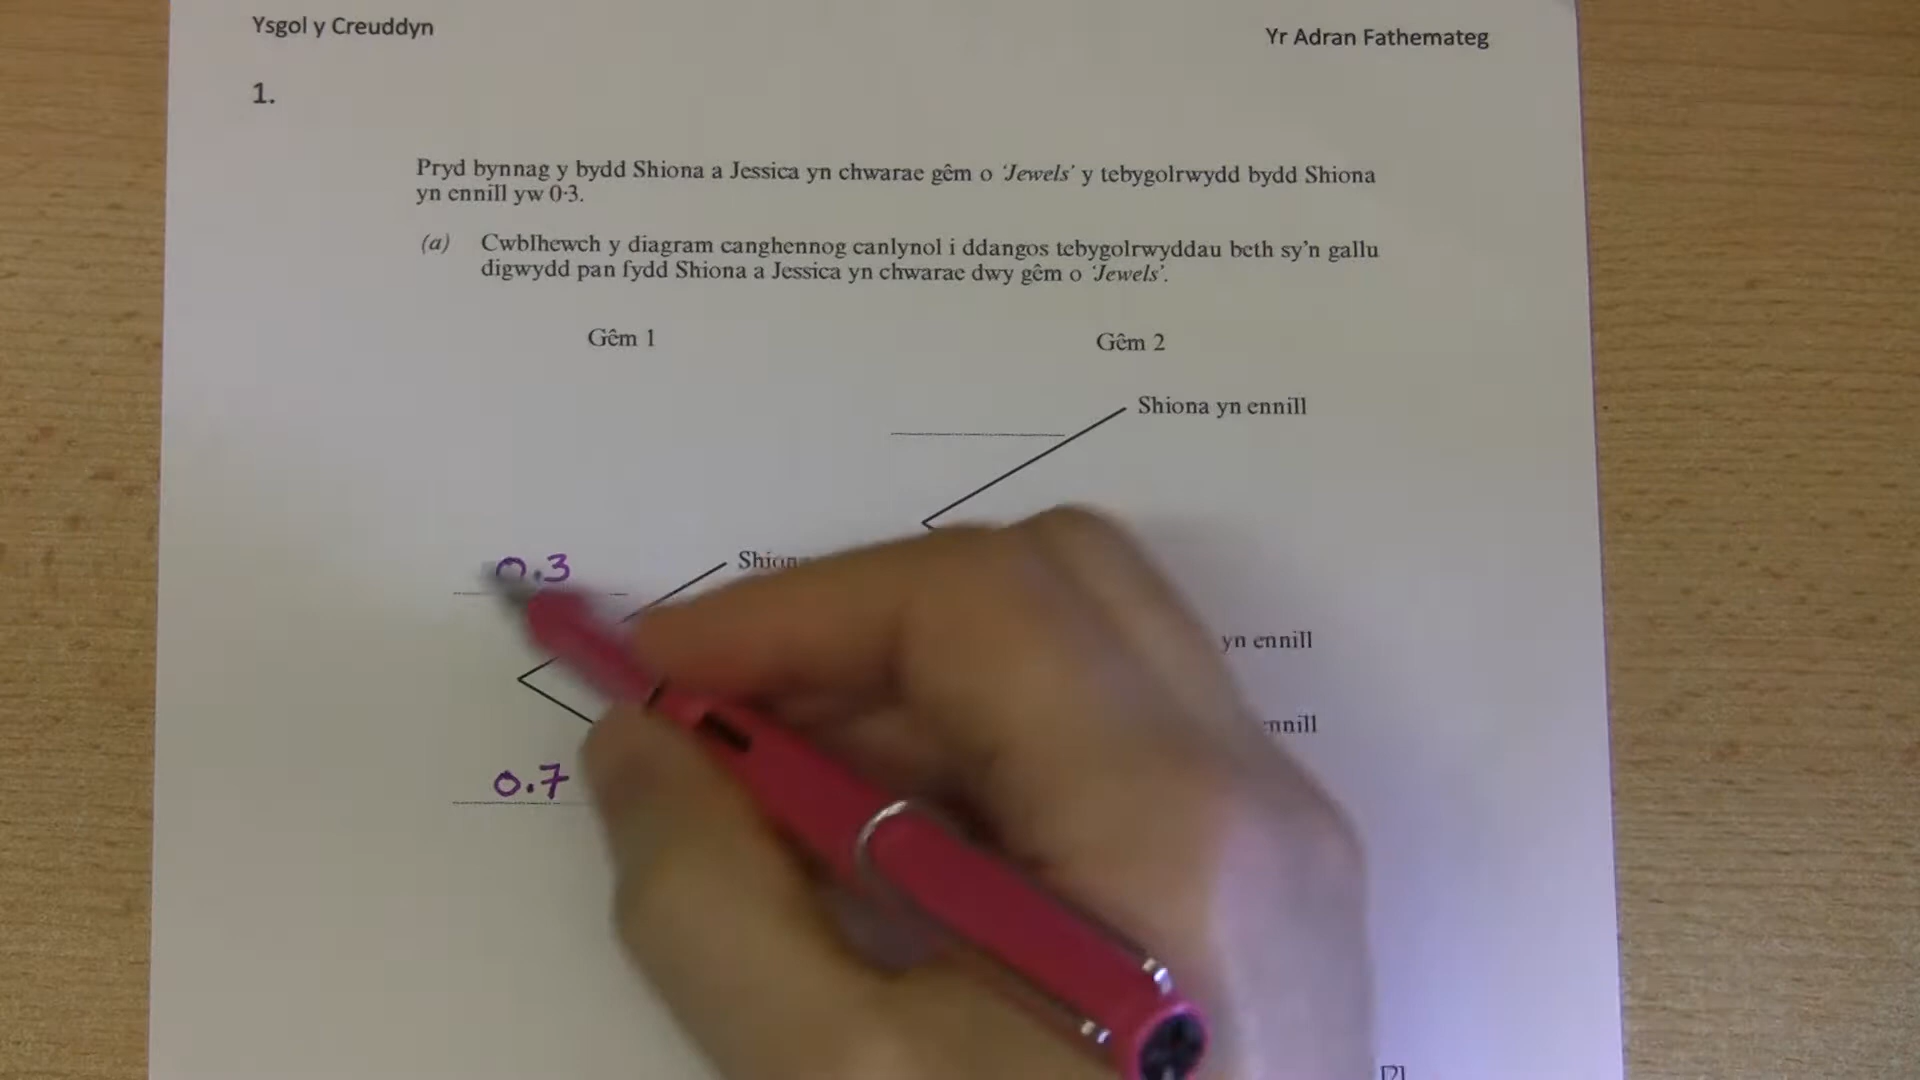 Ysgol y Creuddyn
Yr Adran Fathemateg
1.
Pryd bynnag y bydd Shiona a Jessica yn chwarae gêm o ‘Jewels’ y tebygolrwydd bydd Shiona
yn ennill yw 0·3.
(a) Cwblhewch y diagram canghennog canlynol i ddangos tebygolrwyddau beth sy’n gallu
digwydd pan fydd Shiona a Jessica yn chwarae dwy gêm o ‘Jewels’.
Gêm 1
Gêm 2
Shiona yn ennill
0.3
yn ennill
0.7